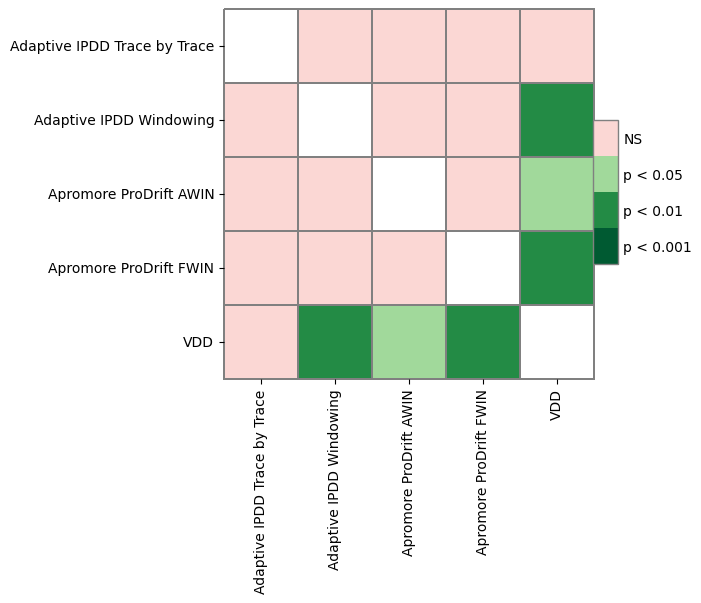 Adaptive IPDD Trace by Trace
Adaptive IPDD Windowing
Apromore ProDrift AWIN
Apromore ProDrift FWIN
VDD
NS
p < 0.05
p < 0.01
p < 0.001
Adaptive IPDD Trace by Trace
Adaptive IPDD Windowing
Apromore ProDrift AWIN
Apromore ProDrift FWIN
VDD